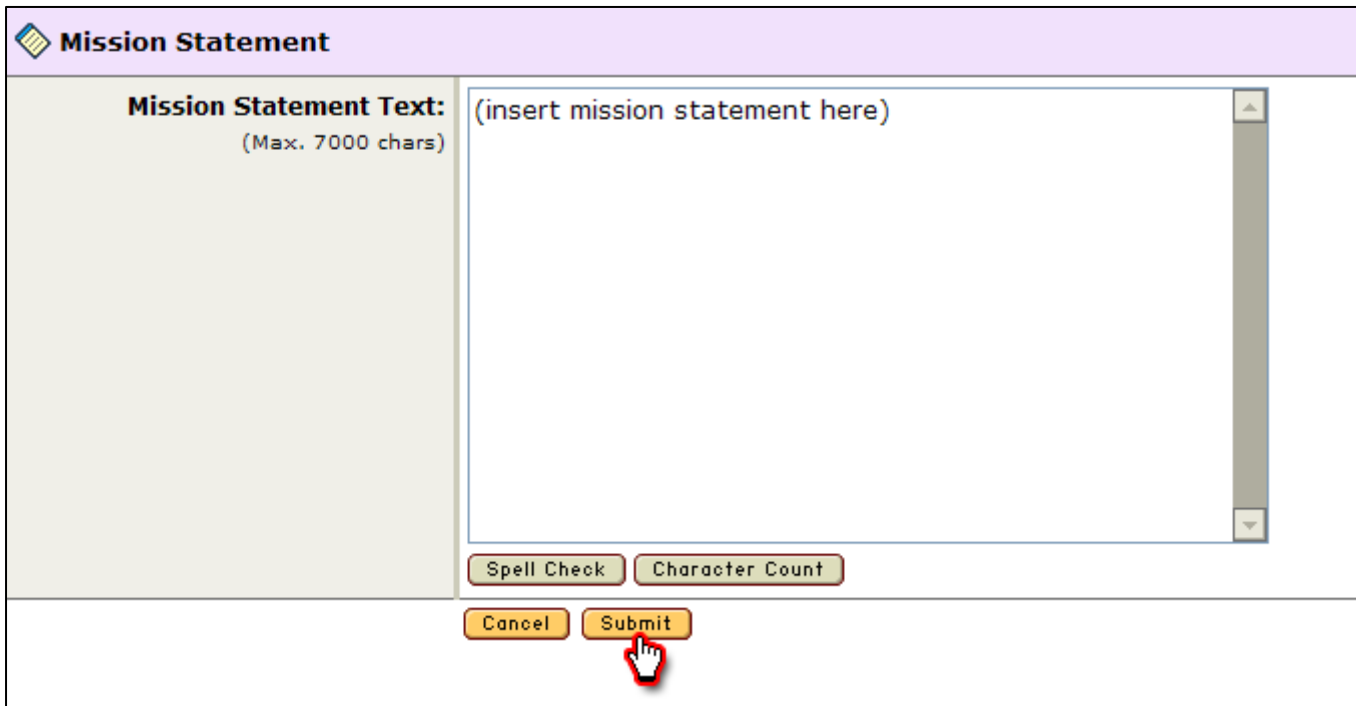 Mission Statement
Mission Statement Text:
(Max. 7000 chars)
(insert mission statement here)
Spell Check Character Count
Cancel Submit